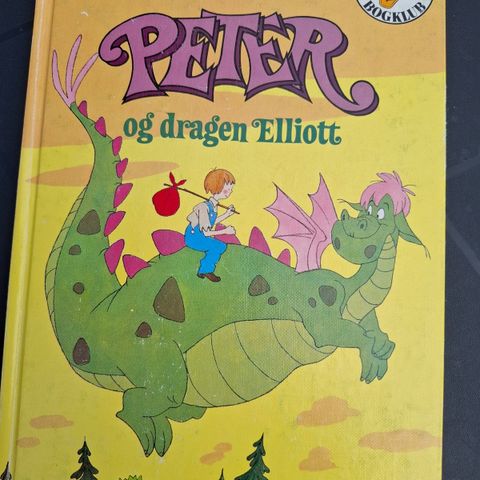 BOGKLUB
PETER
og dragen Elliott